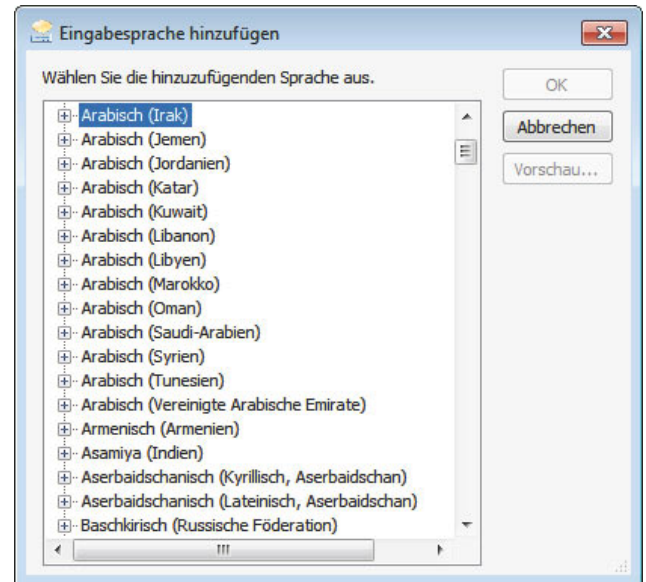 Eingabesprache hinzufügen
Wählen Sie die hinzuzufügenden Sprache aus.
OK
Abbrechen
Vorschau...
Arabisch (Irak)
Arabisch (Jemen)
Arabisch (Jordanien)
Arabisch (Katar)
Arabisch (Kuwait)
Arabisch (Libanon)
Arabisch (Libyen)
Arabisch (Marokko)
Arabisch (Oman)
Arabisch (Saudi-Arabien)
Arabisch (Syrien)
Arabisch (Tunesien)
Arabisch (Vereinigte Arabische Emirate)
Armenisch (Armenien)
Asamiya (Indien)
Aserbaidschanisch (Kyrillisch, Aserbaidschan)
Aserbaidschanisch (Lateinisch, Aserbaidschan)
Baschkirisch (Russische Föderation)